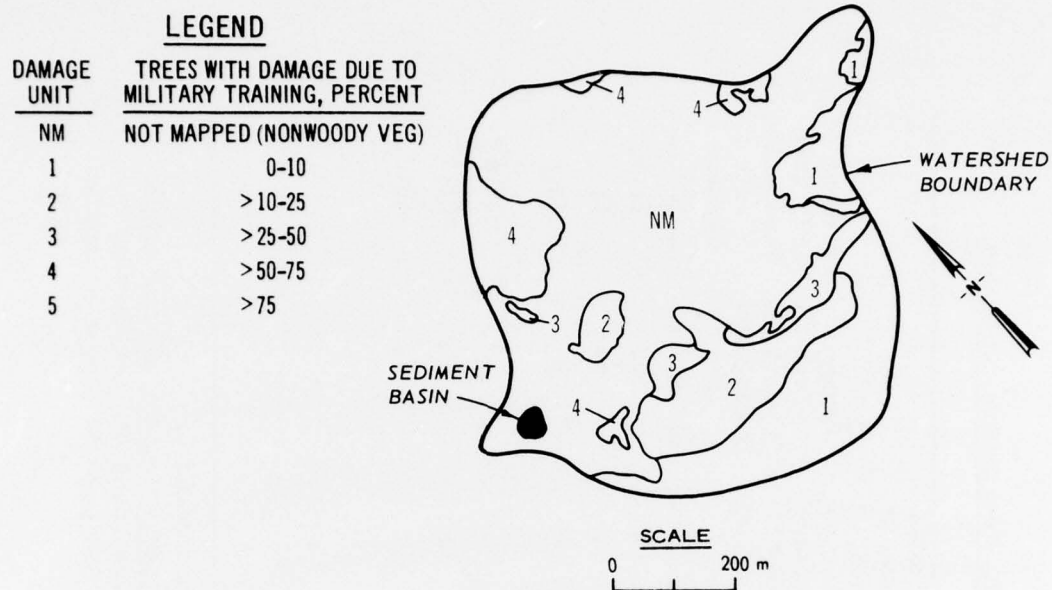 LEGEND
DAMAGE UNIT
TREES WITH DAMAGE DUE TO
MILITARY TRAINING, PERCENT
NM NOT MAPPED (NONWOODY VEG)
1 0-10
2 >10-25
3 >25-50
4 >50-75
5 >75
1
4
4
1
WATERSHED
BOUNDARY
NM
4
N
3
3
2
3
SEDIMENT
BASIN
2
1
4
SCALE
0 200 m